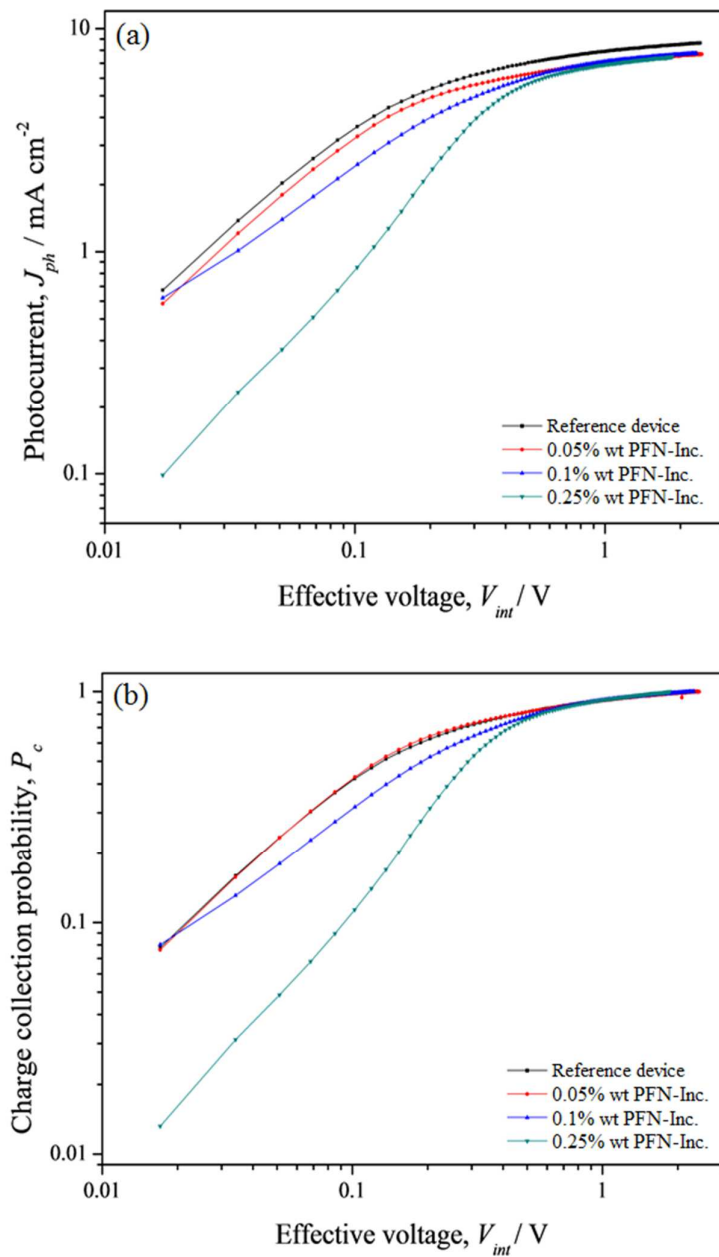 (a)
10
1
0.1
Photocurrent, J_ph / mA cm⁻²
Reference device
0.05% wt PFN-Inc.
0.1% wt PFN-Inc.
0.25% wt PFN-Inc.
0.01
0.1
1
Effective voltage, V_int / V
(b)
1
0.1
0.01
Charge collection probability, P_c
Reference device
0.05% wt PFN-Inc.
0.1% wt PFN-Inc.
0.25% wt PFN-Inc.
0.01
0.1
1
Effective voltage, V_int / V